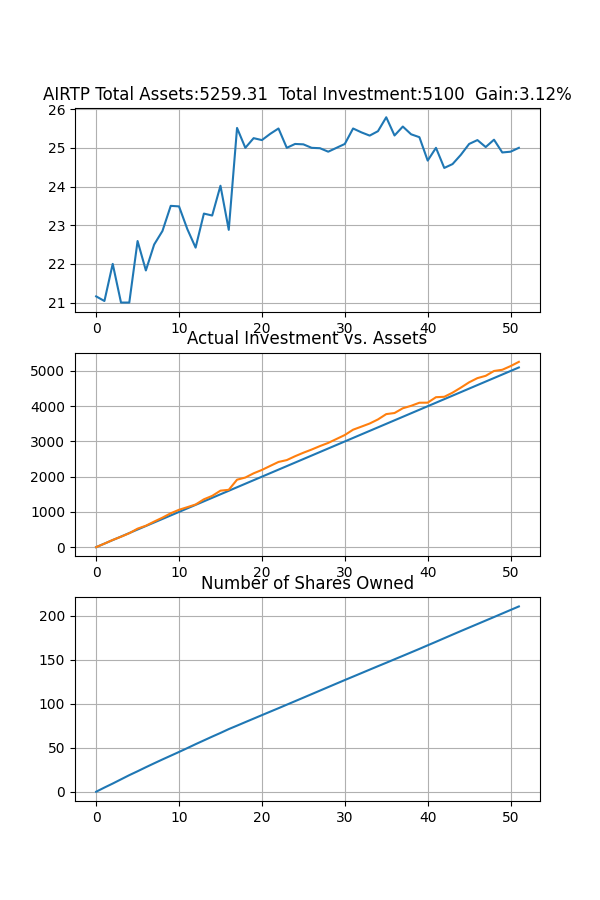 AIRTP Total Assets:5259.31  Total Investment:5100  Gain:3.12%
26
25
24
23
22
21
0 10 20 30 40 50
Actual Investment vs. Assets
5000
4000
3000
2000
1000
0
0 10 20 30 40 50
Number of Shares Owned
200
150
100
50
0
0 10 20 30 40 50